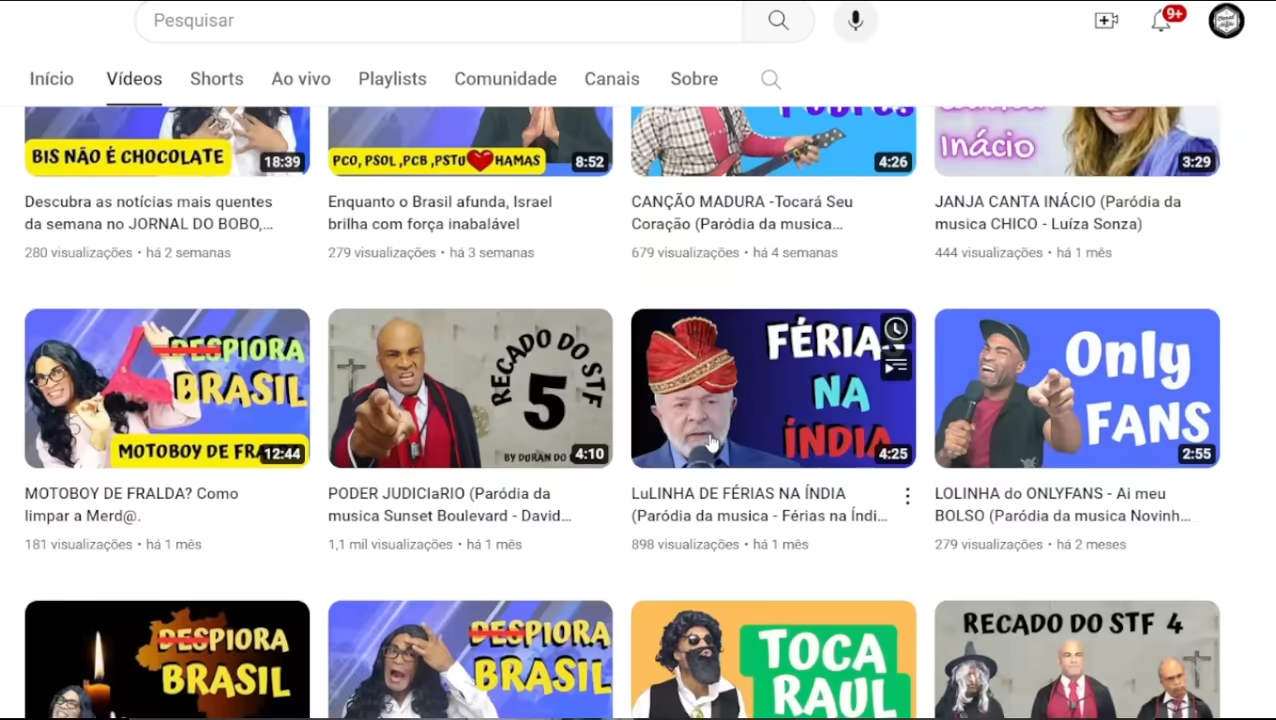 Pesquisar
9+
Início Vídeos Shorts Ao vivo Playlists Comunidade Canais Sobre
BIS NÃO É CHOCOLATE
18:39
Descubra as notícias mais quentes
da semana no JORNAL DO BOBO,...
280 visualizações • há 2 semanas
PCO, PSOL ,PCB ,PSTU HAMAS
8:52
Enquanto o Brasil afunda, Israel
brilha com força inabalável
279 visualizações • há 3 semanas
4:26
CANÇÃO MADURA -Tocará Seu
Coração (Paródia da musica...
679 visualizações • há 4 semanas
Inácio
3:29
JANJA CANTA INÁCIO (Paródia da
musica CHICO - Luíza Sonza)
444 visualizações • há 1 mês
DESPIORA
BRASIL
MOTOBOY DE FRA
12:44
MOTOBOY DE FRALDA? Como
limpar a Merd@.
181 visualizações • há 1 mês
RECADO DO STF
5
BY DURAN DO
4:10
PODER JUDICIaRIO (Paródia da
musica Sunset Boulevard - David...
1,1 mil visualizações • há 1 mês
FÉRIA
NA
ÍNDIA
4:25
LuLINHA DE FÉRIAS NA ÍNDIA
(Paródia da musica - Férias na Índi...
898 visualizações • há 1 mês
Only
FANS
2:55
LOLINHA do ONLYFANS - Ai meu
BOLSO (Paródia da musica Novinh...
279 visualizações • há 2 meses
DESPIORA
BRASIL
DESPIORA
BRASIL
TOCA
RAUL
RECADO DO STF 4